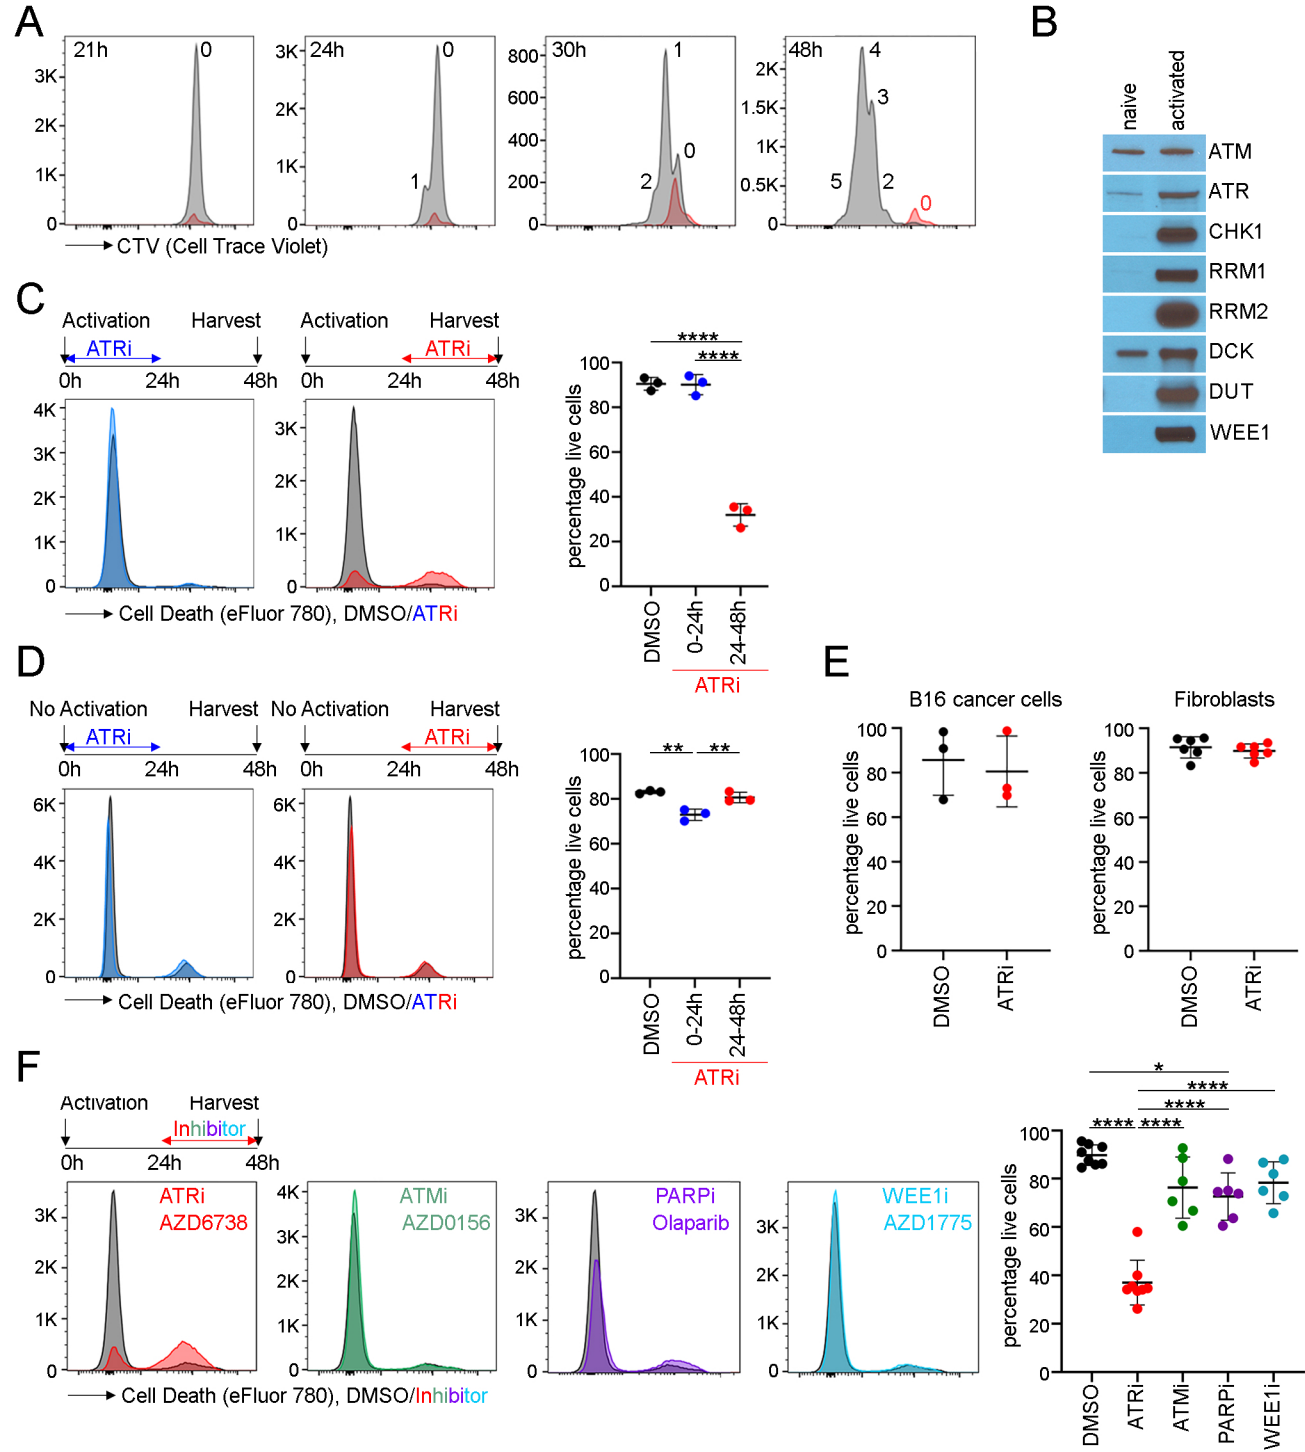 A
21h
0
3K
2K
1K
0
24h
0
1
3K
2K
1K
0
30h
1
0
2
800
600
400
200
0
48h
4
3
5
2
0
2K
1.5K
1K
0.5K
0
CTV (Cell Trace Violet)
B
naive
activated
ATM
ATR
CHK1
RRM1
RRM2
DCK
DUT
WEE1
C
Activation Harvest
ATRi
0h 24h 48h
4K
3K
2K
1K
0
Activation Harvest
ATRi
0h 24h 48h
3K
2K
1K
0
Cell Death (eFluor 780), DMSO/ATRi
percentage live cells
100
80
60
40
20
0
****
****
DMSO
0-24h
24-48h
ATRi
D
No Activation Harvest
ATRi
0h 24h 48h
6K
4K
2K
0
No Activation Harvest
ATRi
0h 24h 48h
6K
4K
2K
0
Cell Death (eFluor 780), DMSO/ATRi
percentage live cells
100
80
60
40
20
0
** **
DMSO
0-24h
24-48h
ATRi
E
B16 cancer cells
percentage live cells
100
80
60
40
20
0
DMSO
ATRi
Fibroblasts
percentage live cells
100
80
60
40
20
0
DMSO
ATRi
F
Activation Harvest
Inhibitor
0h 24h 48h
ATRi
AZD6738
3K
2K
1K
0
ATMi
AZD0156
4K
3K
2K
1K
0
PARPi
Olaparib
3K
2K
1K
0
WEE1i
AZD1775
3K
2K
1K
0
Cell Death (eFluor 780), DMSO/Inhibitor
percentage live cells
100
80
60
40
20
0
*
****
****
**** ****
DMSO
ATRi
ATMi
PARPi
WEE1i